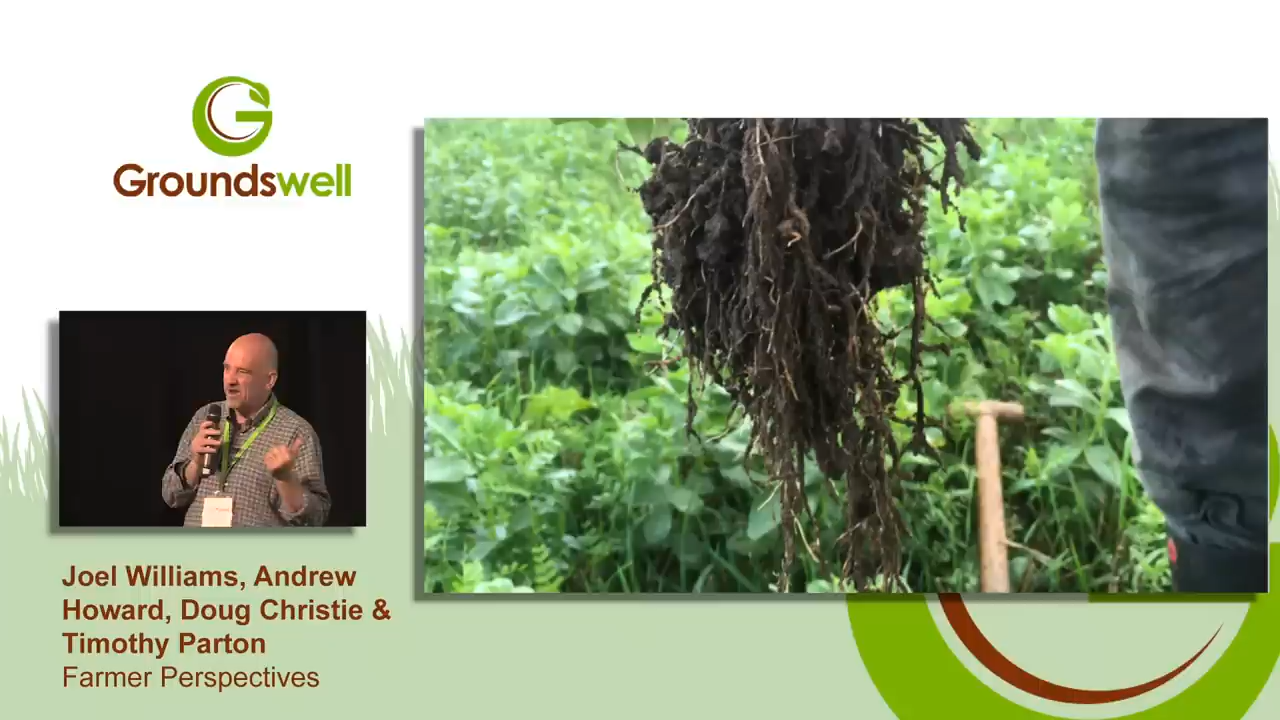 Groundswell
Joel Williams, Andrew
Howard, Doug Christie &
Timothy Parton
Farmer Perspectives